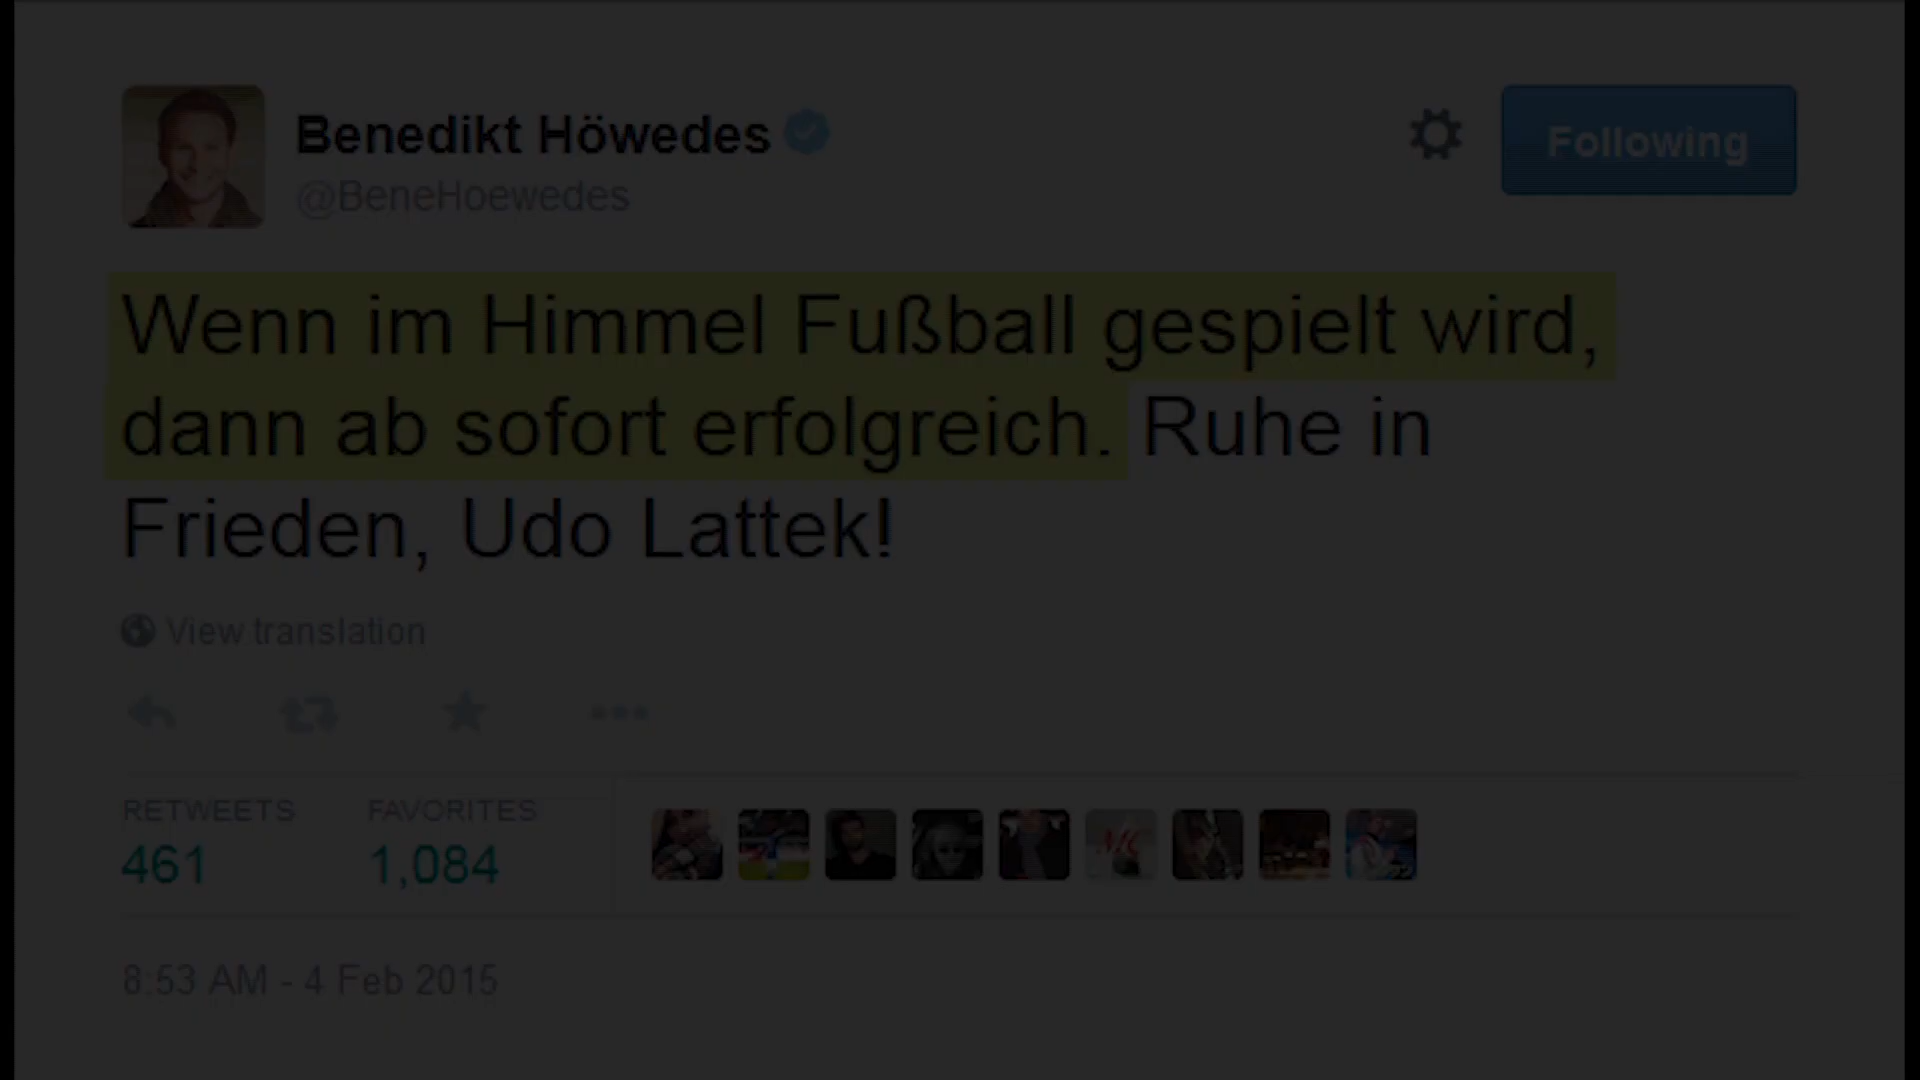 Benedikt Höwedes
@BeneHoewedes
Following
Wenn im Himmel Fußball gespielt wird,
dann ab sofort erfolgreich. Ruhe in
Frieden, Udo Lattek!
View translation
RETWEETS FAVORITES
461 1,084
8:53 AM - 4 Feb 2015